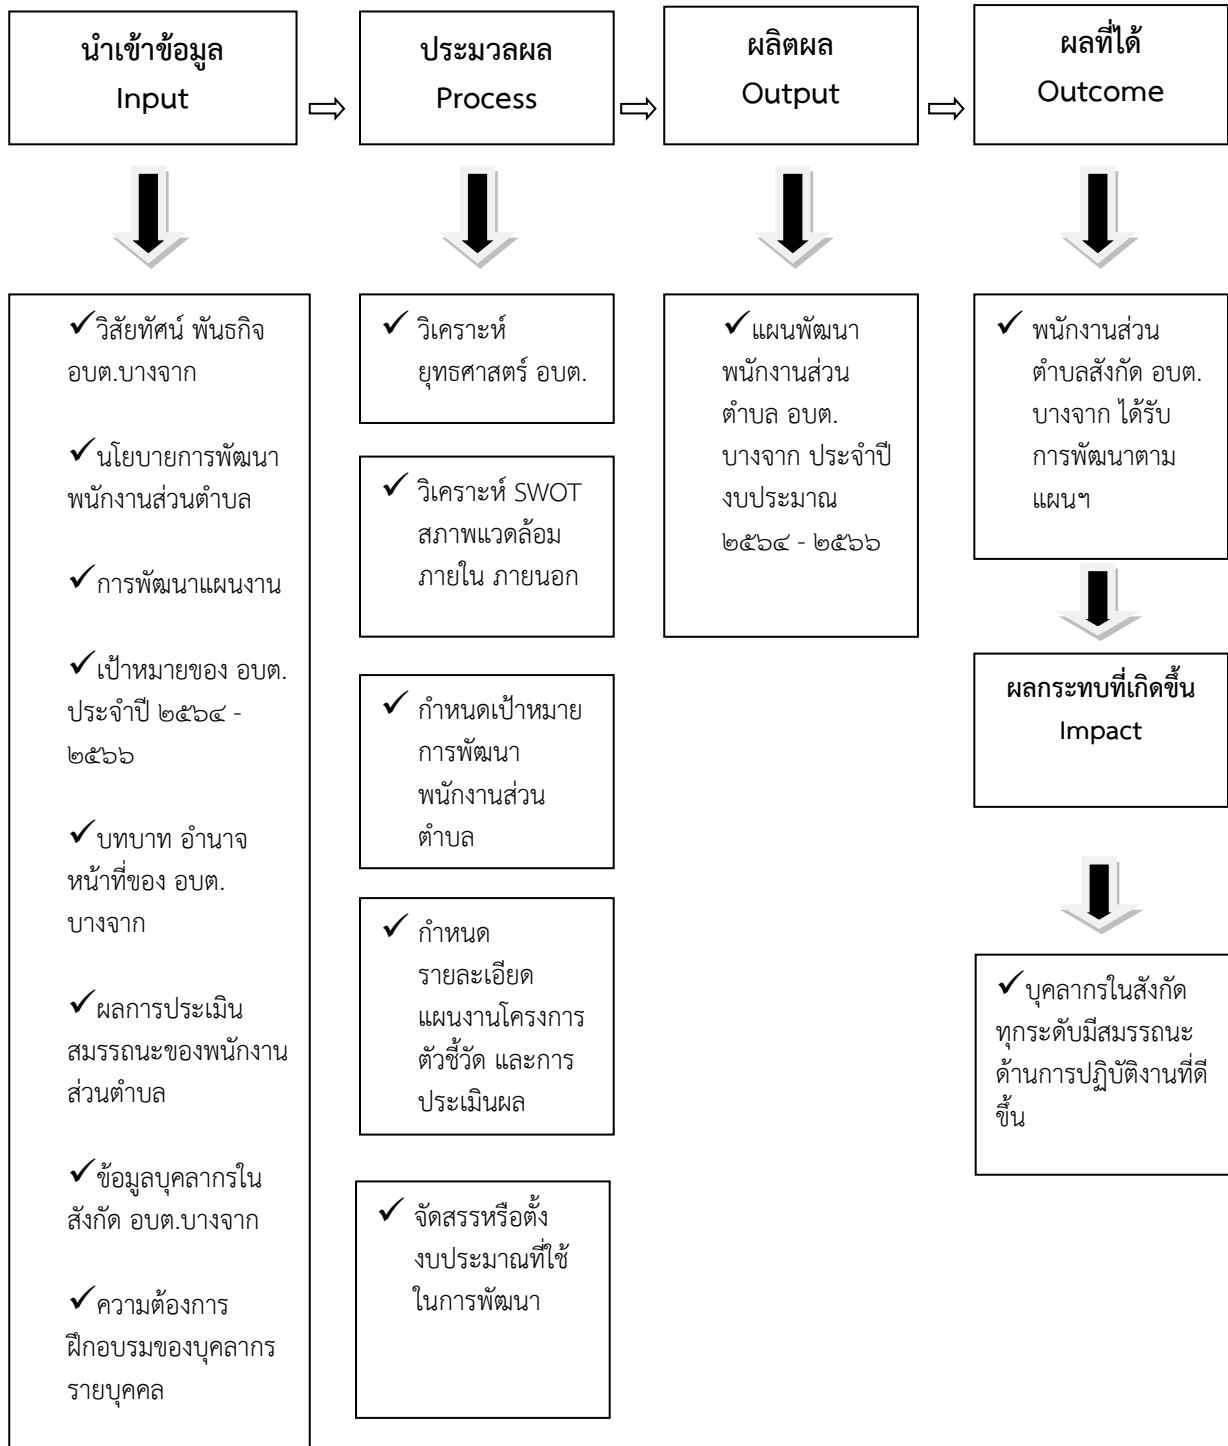 นำเข้าข้อมูล
Input
ประมวลผล
Process
ผลิตผล
Output
ผลที่ได้
Outcome
✓วิสัยทัศน์ พันธกิจ
อบต.บางจาก
✓นโยบายการพัฒนา
พนักงานส่วนตำบล
✓การพัฒนาแผนงาน
✓เป้าหมายของ อบต.
ประจำปี ๒๕๖๔ -
๒๕๖๖
✓บทบาท อำนาจ
หน้าที่ของ อบต.
บางจาก
✓ผลการประเมิน
สมรรถนะของพนักงาน
ส่วนตำบล
✓ข้อมูลบุคลากรใน
สังกัด อบต.บางจาก
✓ความต้องการ
ฝึกอบรมของบุคลากร
รายบุคคล
✓ วิเคราะห์
ยุทธศาสตร์ อบต.
✓ วิเคราะห์ SWOT
สภาพแวดล้อม
ภายใน ภายนอก
✓ กำหนดเป้าหมาย
การพัฒนา
พนักงานส่วน
ตำบล
✓ กำหนด
รายละเอียด
แผนงานโครงการ
ตัวชี้วัด และการ
ประเมินผล
✓ จัดสรรหรือตั้ง
งบประมาณที่ใช้
ในการพัฒนา
✓แผนพัฒนา
พนักงานส่วน
ตำบล อบต.
บางจาก ประจำปี
งบประมาณ
๒๕๖๔ - ๒๕๖๖
✓ พนักงานส่วน
ตำบลสังกัด อบต.
บางจาก ได้รับ
การพัฒนาตาม
แผนฯ
ผลกระทบที่เกิดขึ้น
Impact
✓บุคลากรในสังกัด
ทุกระดับมีสมรรถนะ
ด้านการปฏิบัติงานที่ดี
ขึ้น